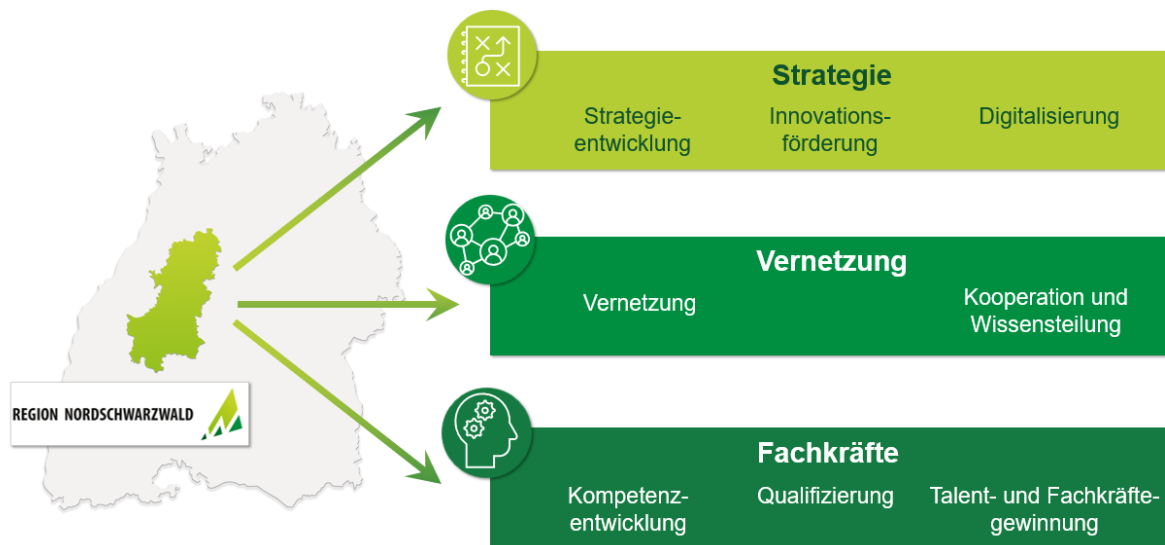 Strategie
Strategie-
entwicklung
Innovations-
förderung
Digitalisierung
Vernetzung
Vernetzung
Kooperation und
Wissensteilung
REGION NORDSCHWARZWALD
Fachkräfte
Kompetenz-
entwicklung
Qualifizierung
Talent- und Fachkräfte-
gewinnung